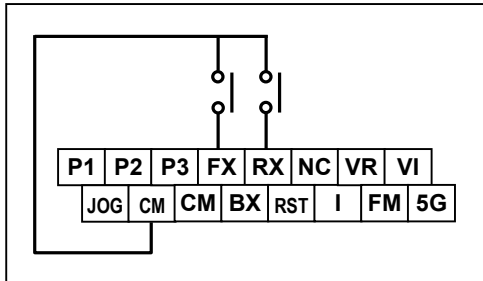 P1 P2 P3 FX RX NC VR VI
JOG CM CM BX RST I FM 5G